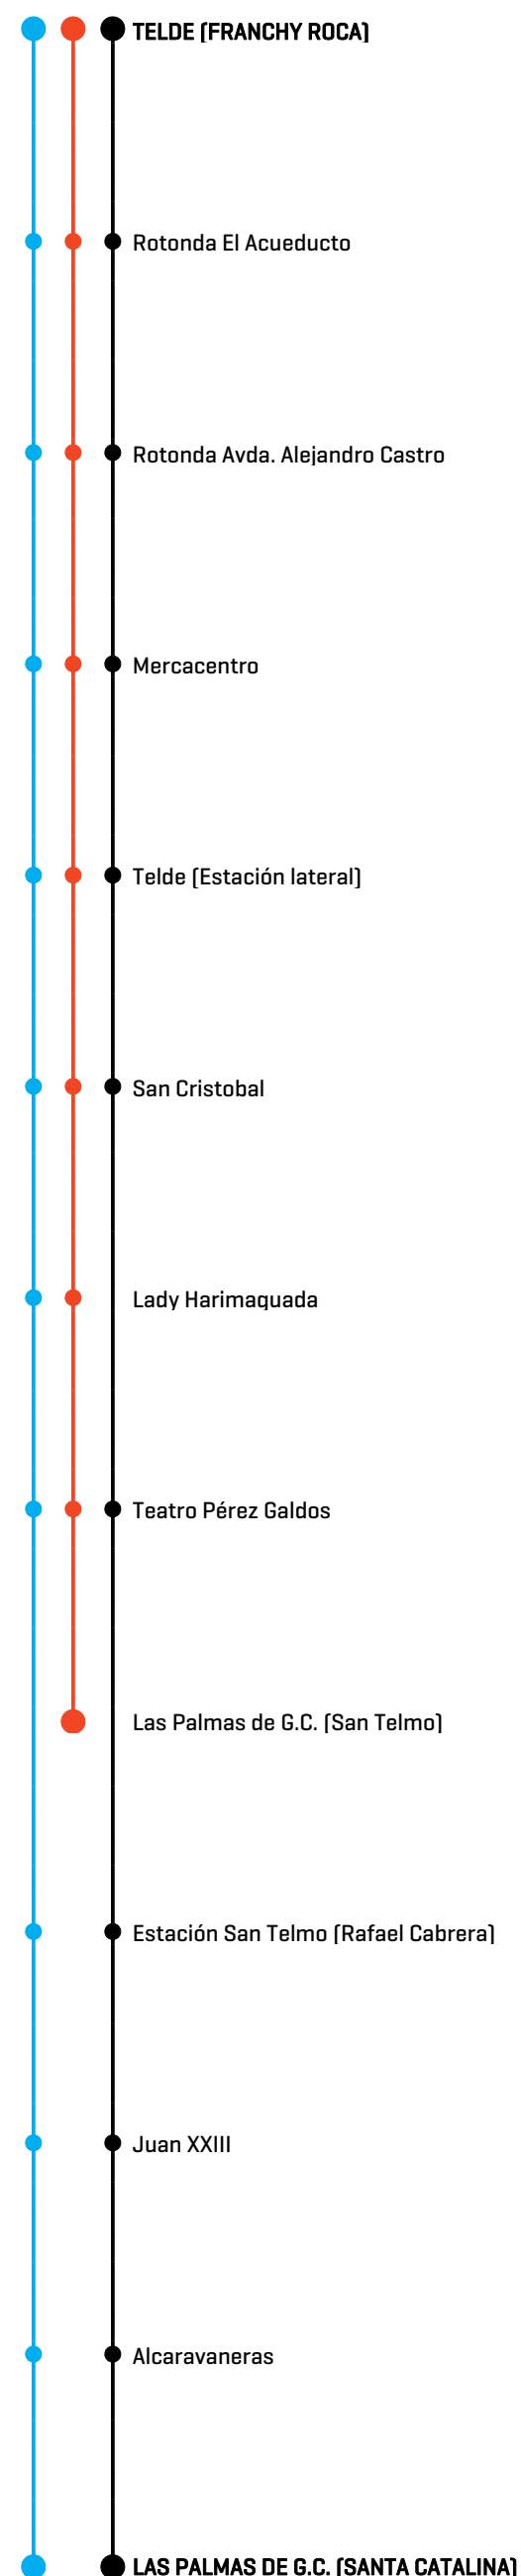 TELDE (FRANCHY ROCA)
Rotonda El Acueducto
Rotonda Avda. Alejandro Castro
Mercacentro
Telde (Estación lateral)
San Cristobal
Lady Harimaquada
Teatro Pérez Galdos
Las Palmas de G.C. (San Telmo)
Estación San Telmo (Rafael Cabrera)
Juan XXIII
Alcaravaneras
LAS PALMAS DE G.C. (SANTA CATALINA)